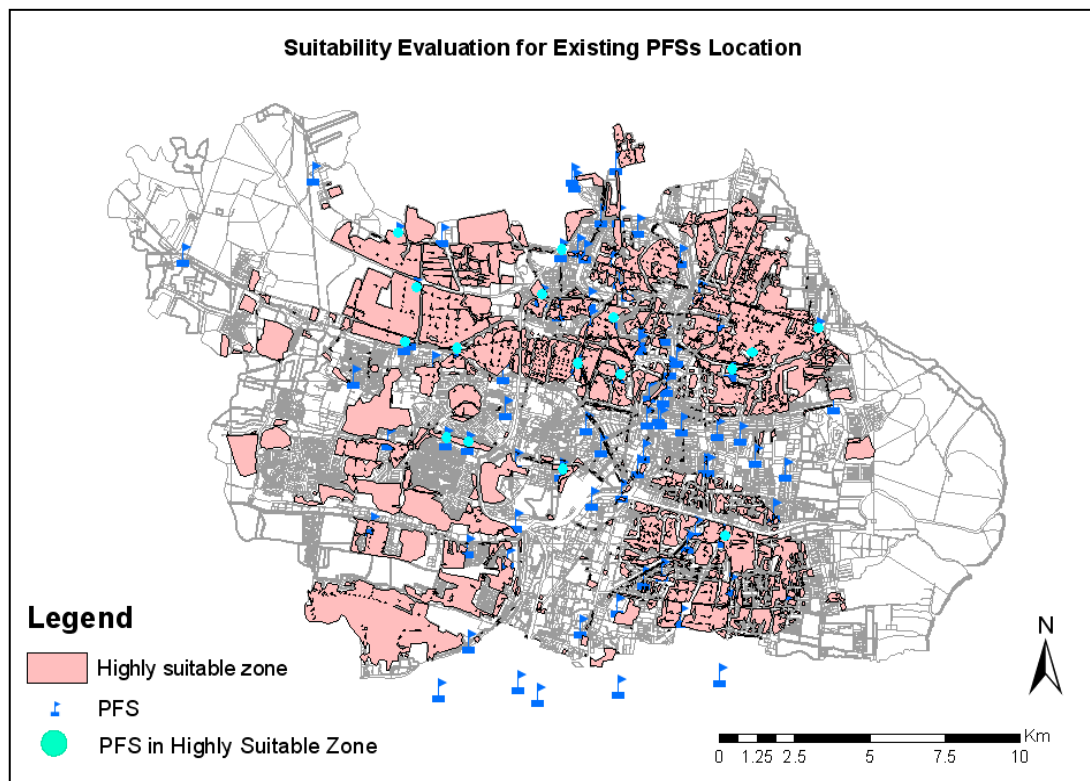 Suitability Evaluation for Existing PFSs Location
Legend
Highly suitable zone
PFS
PFS in Highly Suitable Zone
N
Km
0 1.25 2.5 5 7.5 10